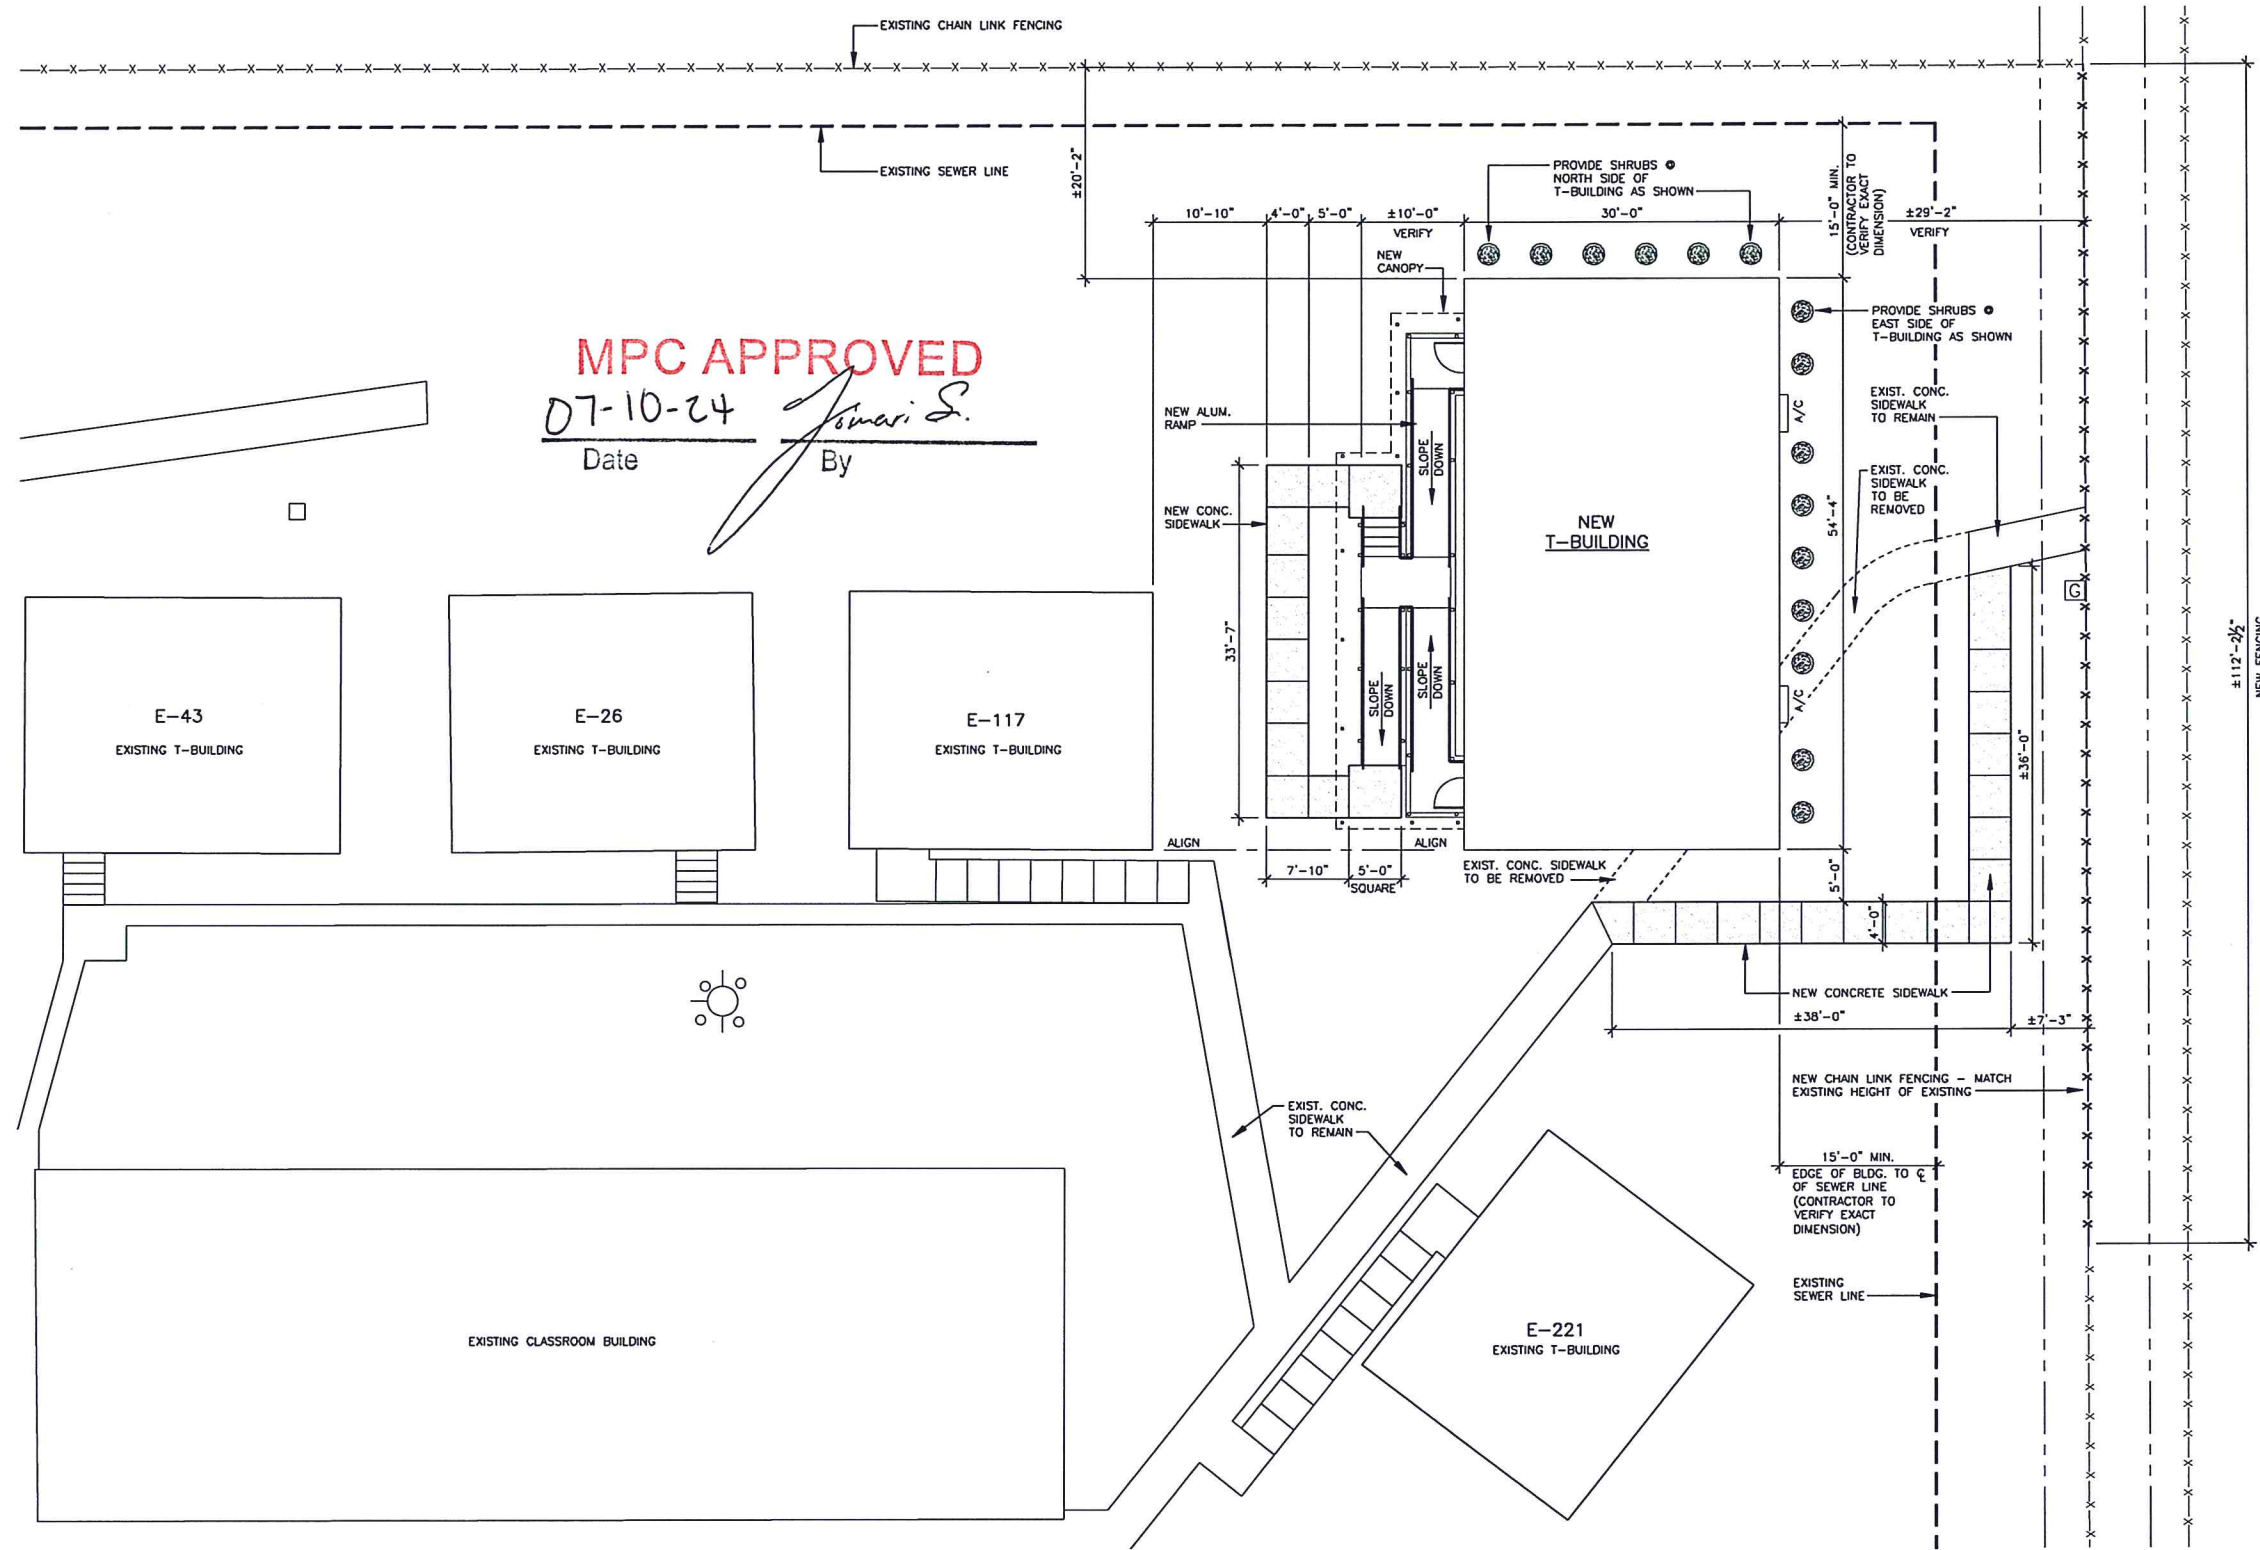 EXISTING CHAIN LINK FENCING
EXISTING SEWER LINE
±20'-2"
PROVIDE SHRUBS @
NORTH SIDE OF
T-BUILDING AS SHOWN
15'-0" MIN.
(CONTRACTOR TO
VERIFY EXACT
DIMENSION)
10'-10"
4'-0"
5'-0"
±10'-0"
VERIFY
30'-0"
±29'-2"
VERIFY
NEW
CANOPY
PROVIDE SHRUBS @
EAST SIDE OF
T-BUILDING AS SHOWN
MPC APPROVED
07-10-24
Date
By
NEW ALUM.
RAMP
SLOPE
DOWN
A/C
EXIST. CONC.
SIDEWALK
TO REMAIN
EXIST. CONC.
SIDEWALK
TO BE
REMOVED
NEW CONC.
SIDEWALK
NEW
T-BUILDING
54'-4"
G
33'-7"
SLOPE
DOWN
SLOPE
DOWN
A/C
±36'-0"
±112'-2½"
NEW FENCING
E-43
EXISTING T-BUILDING
E-26
EXISTING T-BUILDING
E-117
EXISTING T-BUILDING
ALIGN
ALIGN
7'-10"
5'-0"
SQUARE
EXIST. CONC. SIDEWALK
TO BE REMOVED
5'-0"
4'-0"
NEW CONCRETE SIDEWALK
±38'-0"
±7'-3"
NEW CHAIN LINK FENCING - MATCH
EXISTING HEIGHT OF EXISTING
EXIST. CONC.
SIDEWALK
TO REMAIN
15'-0" MIN.
EDGE OF BLDG. TO ℄
OF SEWER LINE
(CONTRACTOR TO
VERIFY EXACT
DIMENSION)
EXISTING
SEWER LINE
EXISTING CLASSROOM BUILDING
E-221
EXISTING T-BUILDING